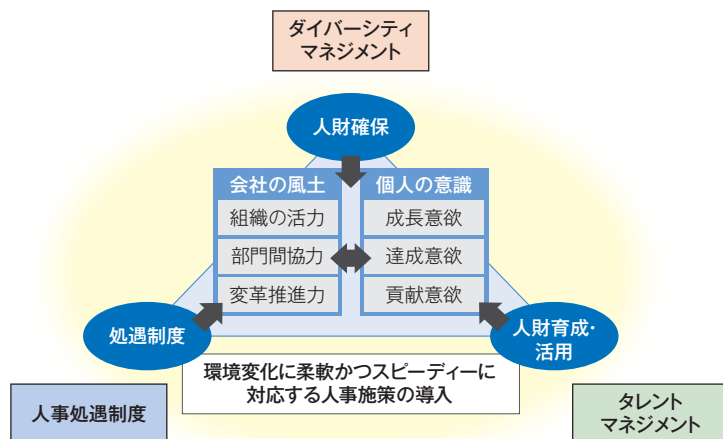 ダイバーシティ
マネジメント
人財確保
会社の風土
個人の意識
組織の活力
成長意欲
部門間協力
達成意欲
変革推進力
貢献意欲
処遇制度
人財育成・
活用
環境変化に柔軟かつスピーディーに
対応する人事施策の導入
人事処遇制度
タレント
マネジメント